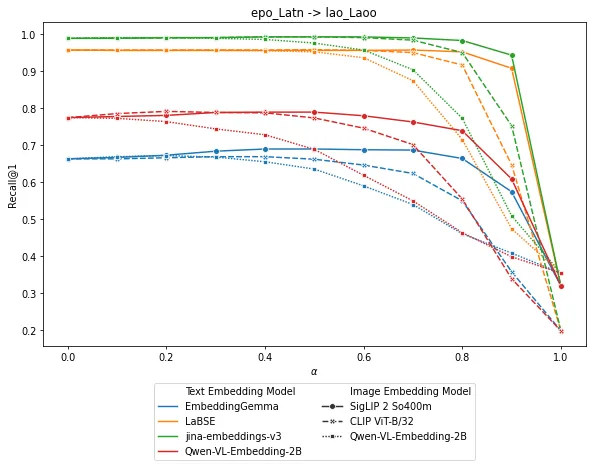 epo_Latn -> lao_Laoo
Recall@1
1.0
0.9
0.8
0.7
0.6
0.5
0.4
0.3
0.2
0.0 0.2 0.4 0.6 0.8 1.0
α
Text Embedding Model
EmbeddingGemma
LaBSE
jina-embeddings-v3
Qwen-VL-Embedding-2B
Image Embedding Model
SigLIP 2 So400m
CLIP ViT-B/32
Qwen-VL-Embedding-2B